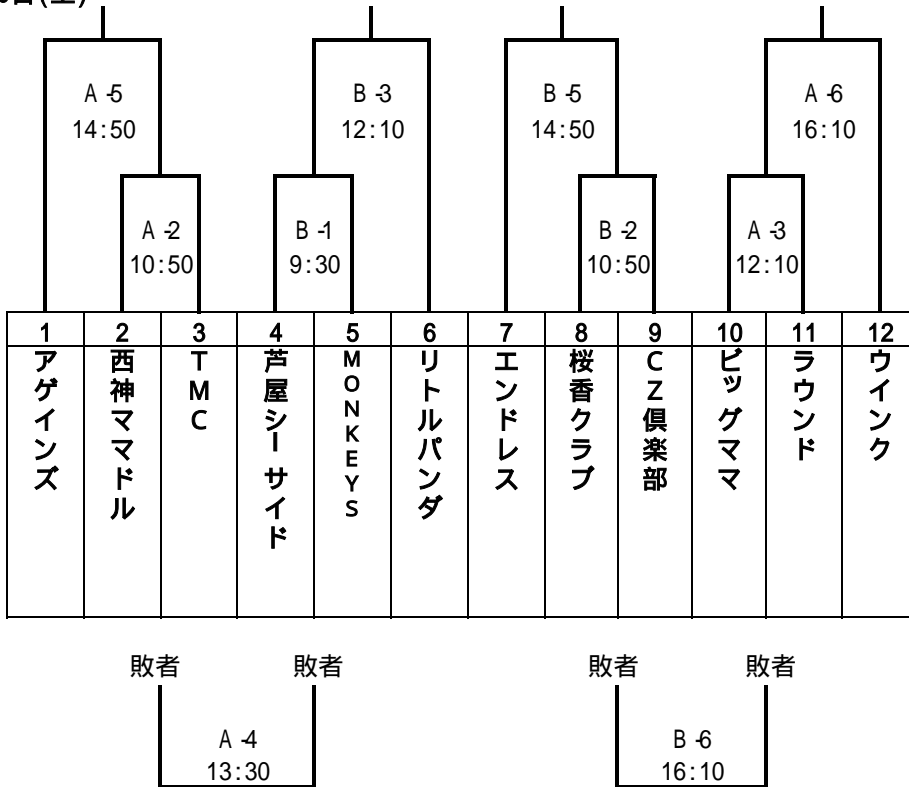 日(土)
A-5
14:50
B-3
12:10
B-5
14:50
A-6
16:10
A-2
10:50
B-1
9:30
B-2
10:50
A-3
12:10
1 2 3 4 5 6 7 8 9 10 11 12
アゲインズ
西神ママドル
TMC
芦屋シーサイド
MONKEYS
リトルパンダ
エンドレス
桜香クラブ
CZ倶楽部
ビッグママ
ラウンド
ウインク
敗者 敗者 敗者 敗者
A-4
13:30
B-6
16:10